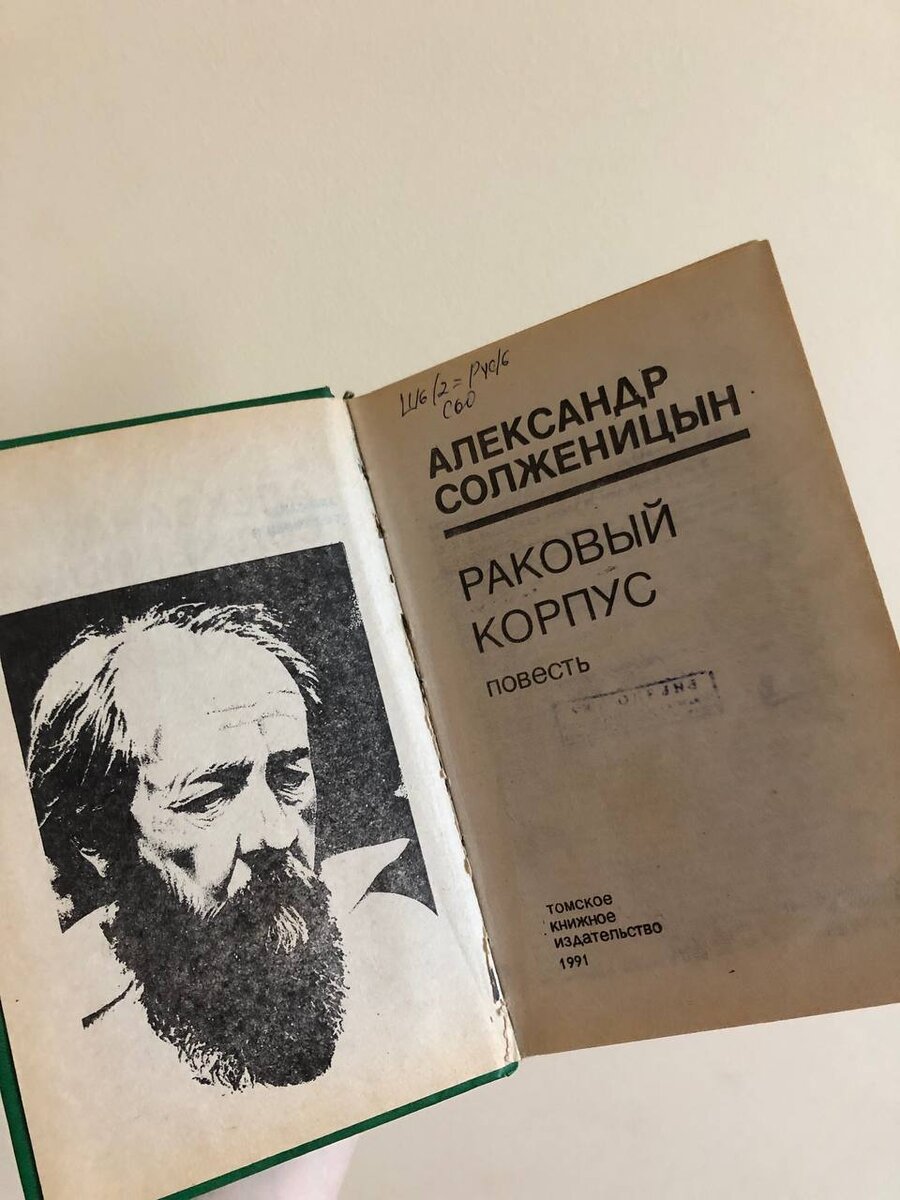 Ш6/2=Рус/6
С60
АЛЕКСАНДР
СОЛЖЕНИЦЫН
РАКОВЫЙ
КОРПУС
повесть
томское
книжное
издательство
1991